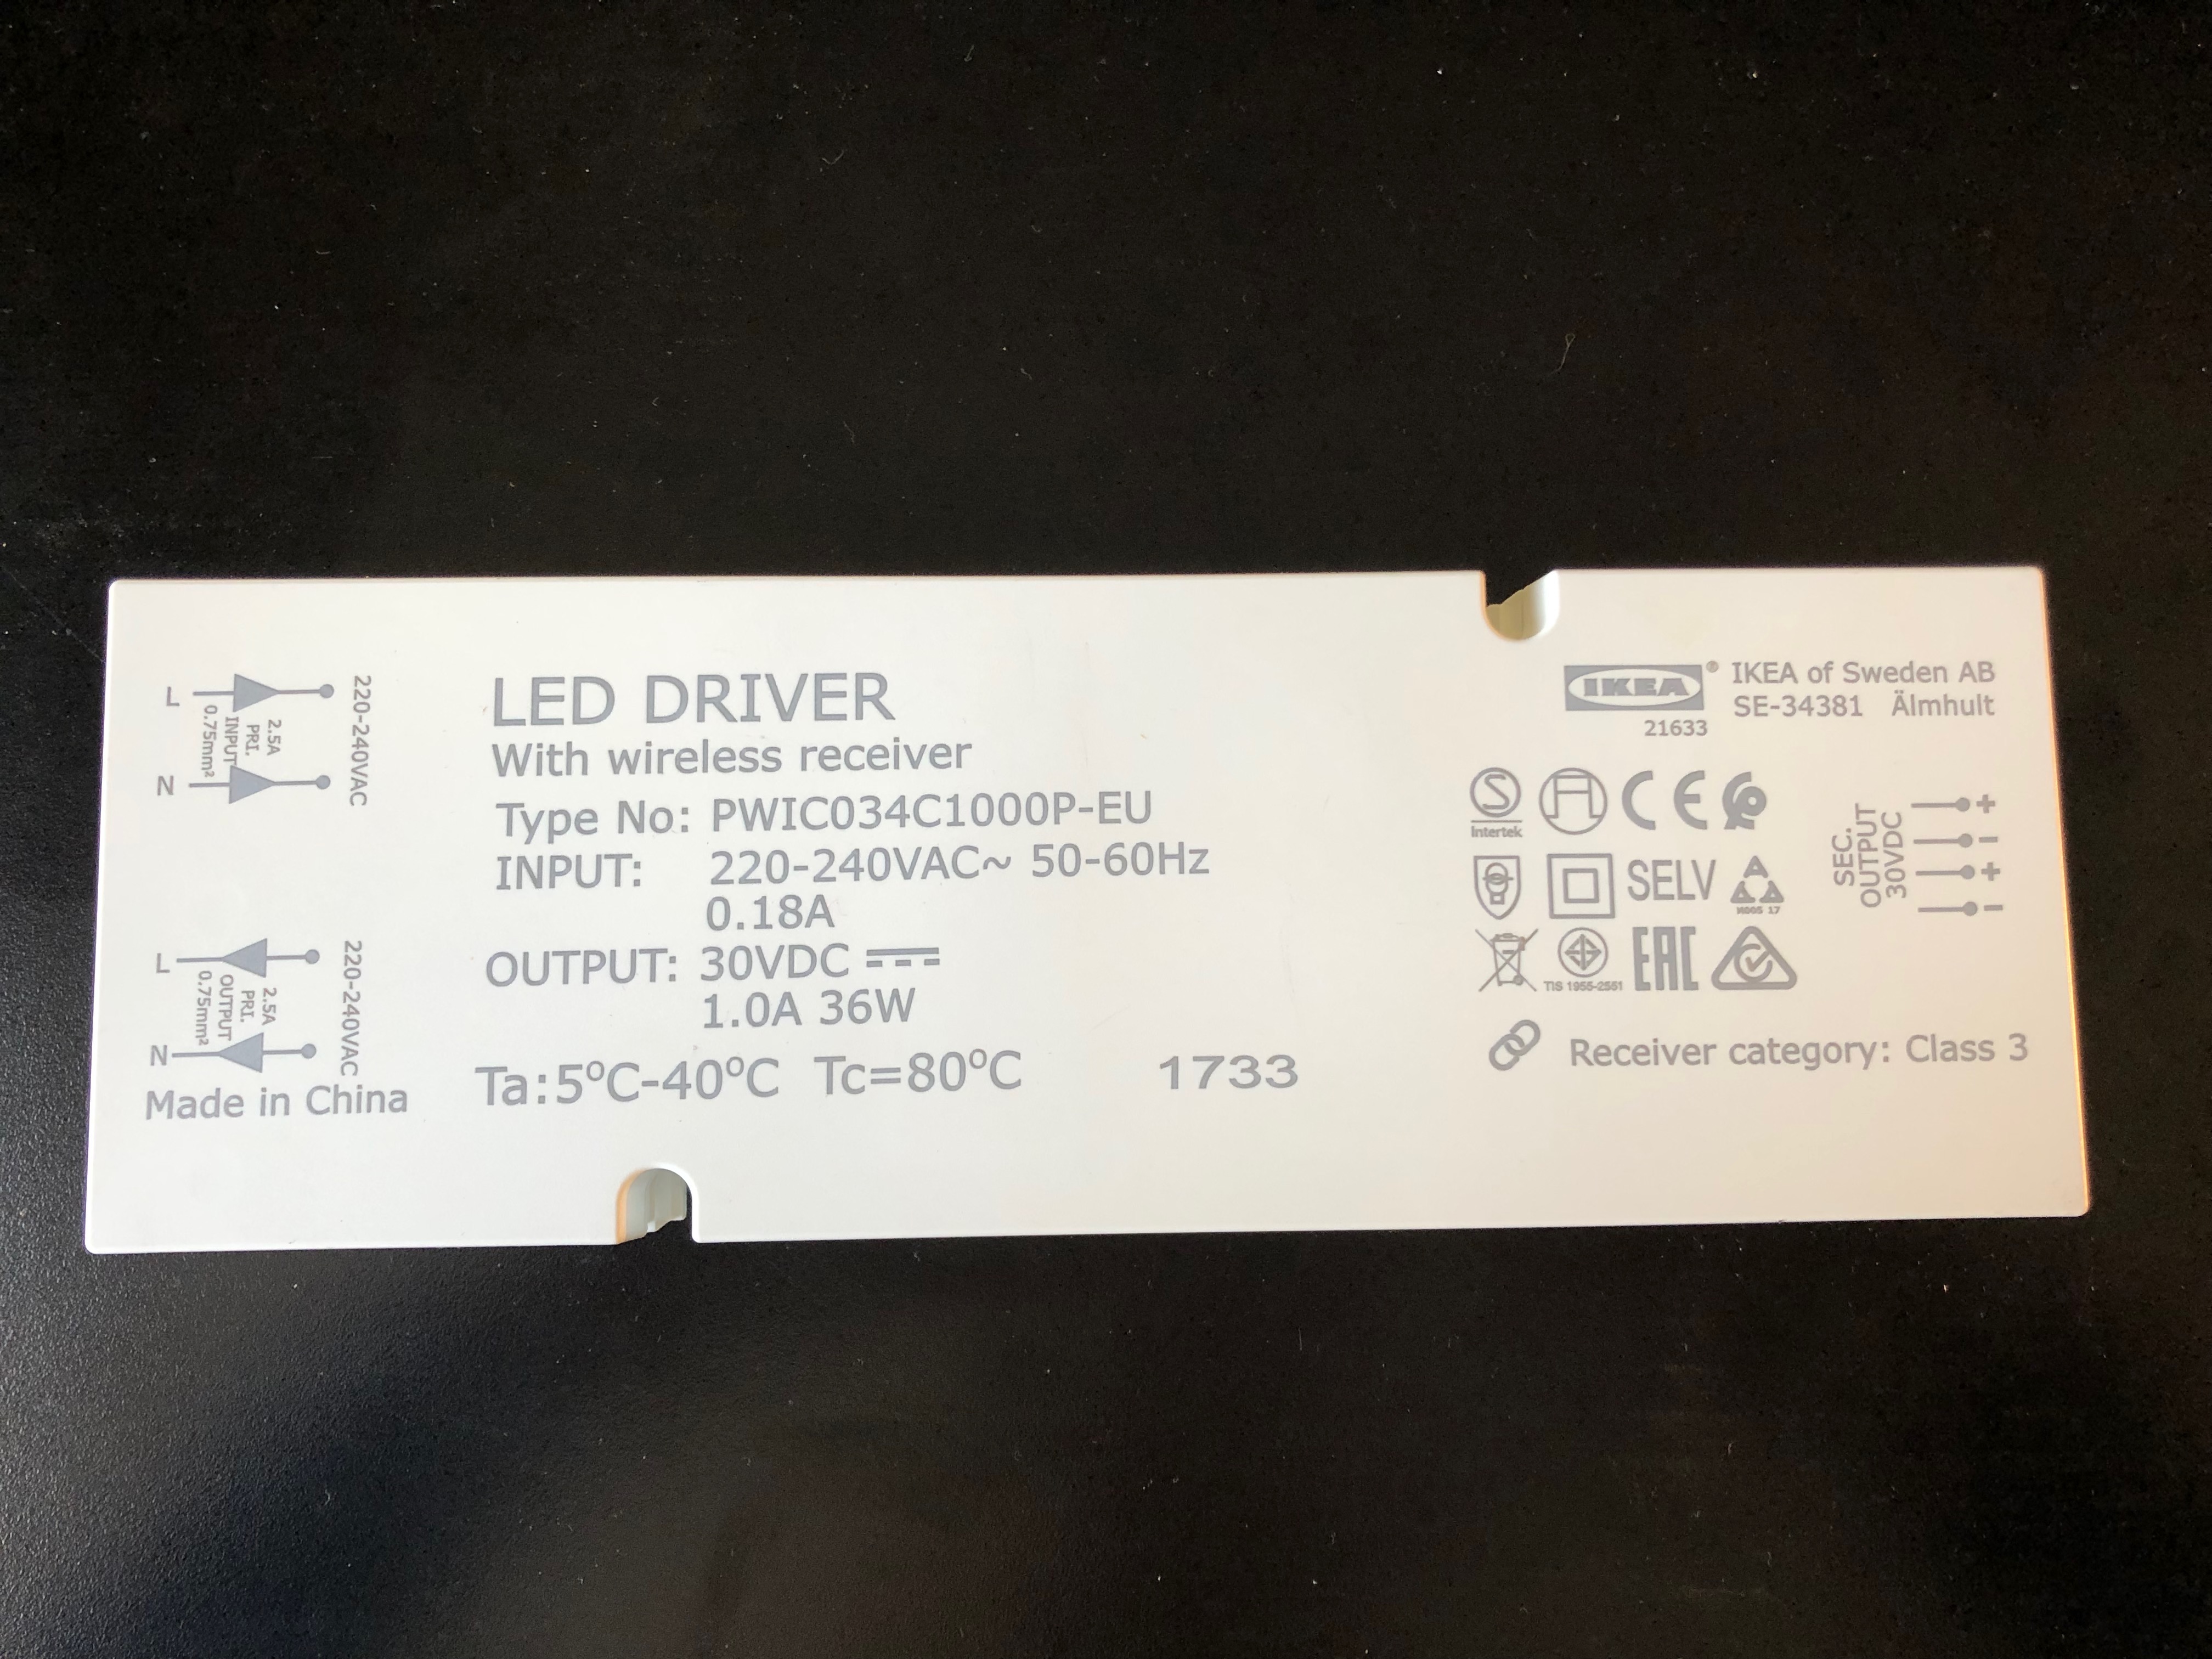 L
2.5A
PRI.
INPUT
0.75mm²
N
220-240VAC
L
2.5A
PRI.
OUTPUT
0.75mm²
N
220-240VAC
Made in China
LED DRIVER
With wireless receiver
Type No: PWIC034C1000P-EU
INPUT: 220-240VAC~ 50-60Hz
0.18A
OUTPUT: 30VDC
1.0A 36W
Ta:5°C-40°C Tc=80°C 1733
IKEA® IKEA of Sweden AB
SE-34381 Älmhult
21633
S
Intertek
CE
SELV
TIS 1955-2551
EAC
SEC.
OUTPUT
30VDC
+
-
+
-
Receiver category: Class 3